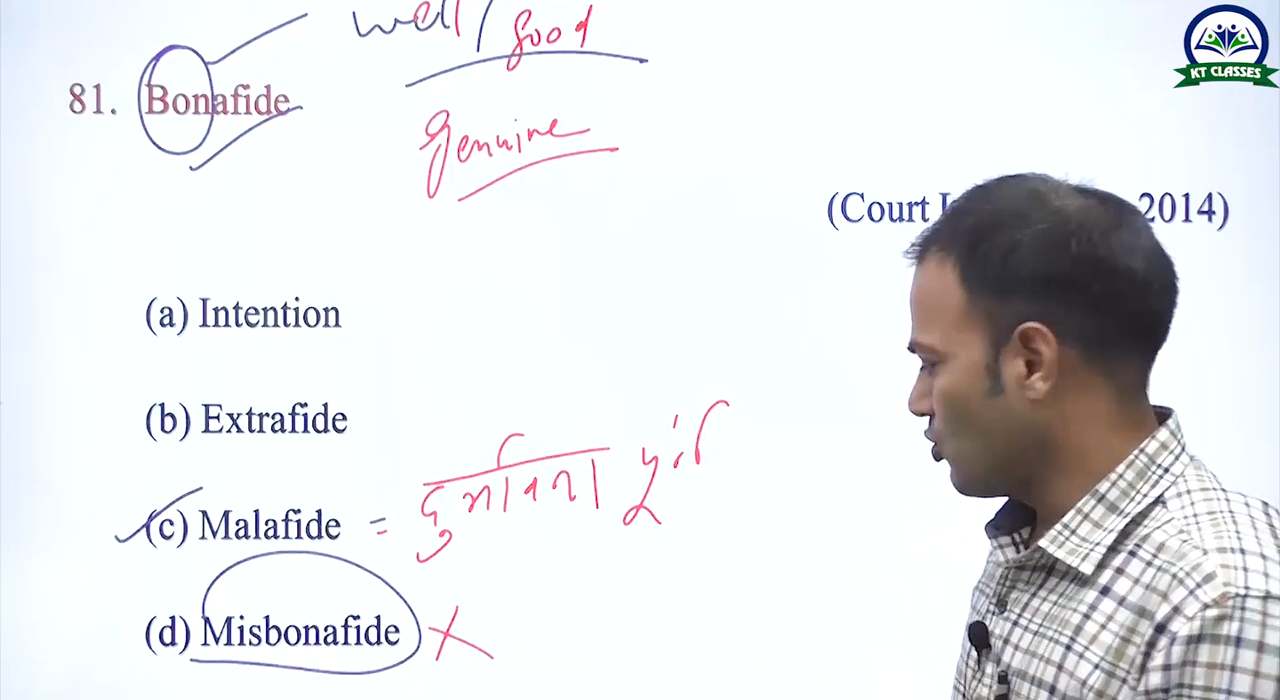 well/good
81. Bonafide
genuine
KT CLASSES
(Court 2014)
(a) Intention
(b) Extrafide
(c) Malafide = दुर्भावना पूर्ण
(d) Misbonafide ×